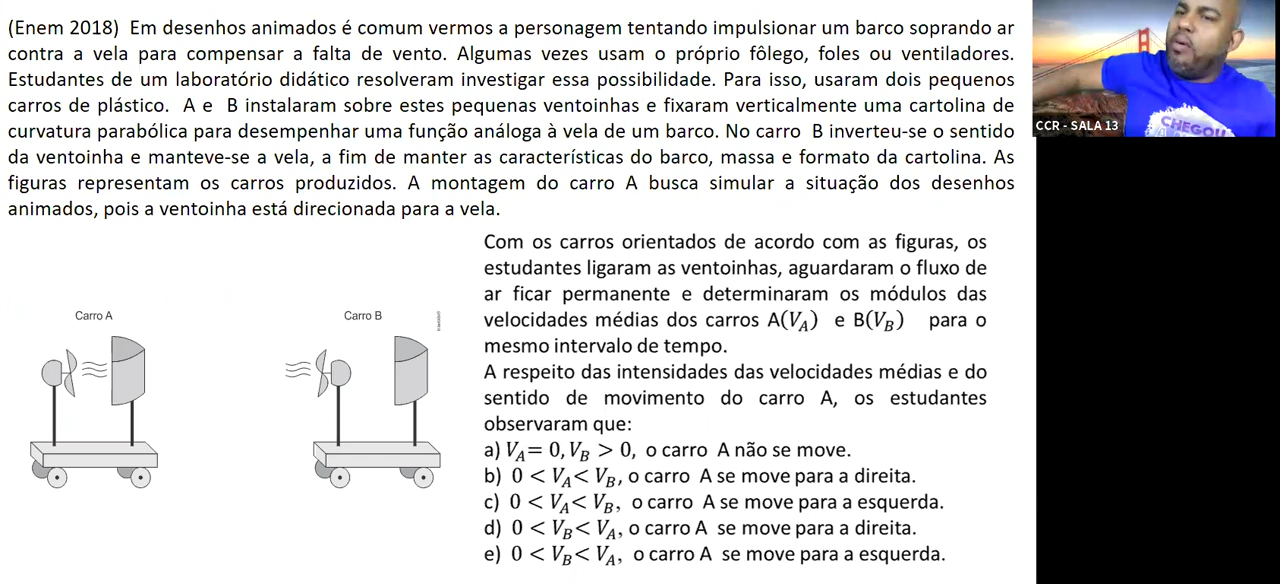 (Enem 2018) Em desenhos animados é comum vermos a personagem tentando impulsionar um barco soprando ar
contra a vela para compensar a falta de vento. Algumas vezes usam o próprio fôlego, foles ou ventiladores.
Estudantes de um laboratório didático resolveram investigar essa possibilidade. Para isso, usaram dois pequenos
carros de plástico. A e B instalaram sobre estes pequenas ventoinhas e fixaram verticalmente uma cartolina de
curvatura parabólica para desempenhar uma função análoga à vela de um barco. No carro B inverteu-se o sentido
da ventoinha e manteve-se a vela, a fim de manter as características do barco, massa e formato da cartolina. As
figuras representam os carros produzidos. A montagem do carro A busca simular a situação dos desenhos
animados, pois a ventoinha está direcionada para a vela.
CCR - SALA 13
CHEGOU
Carro A
Carro B
Com os carros orientados de acordo com as figuras, os
estudantes ligaram as ventoinhas, aguardaram o fluxo de
ar ficar permanente e determinaram os módulos das
velocidades médias dos carros A(V_A) e B(V_B) para o
mesmo intervalo de tempo.
A respeito das intensidades das velocidades médias e do
sentido de movimento do carro A, os estudantes
observaram que:
a) V_A = 0, V_B > 0, o carro A não se move.
b) 0 < V_A < V_B, o carro A se move para a direita.
c) 0 < V_A < V_B, o carro A se move para a esquerda.
d) 0 < V_B < V_A, o carro A se move para a direita.
e) 0 < V_B < V_A, o carro A se move para a esquerda.